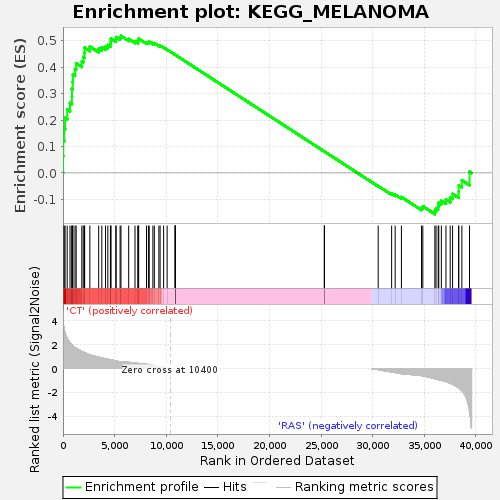 Enrichment plot: KEGG_MELANOMA
Enrichment score (ES)
0.5
0.4
0.3
0.2
0.1
0.0
-0.1
'CT' (positively correlated)
Ranked list metric (Signal2Noise)
4
2
0
-2
-4
Zero cross at 10400
'RAS' (negatively correlated)
0 5,000 10,000 15,000 20,000 25,000 30,000 35,000 40,000
Rank in Ordered Dataset
Enrichment profile Hits Ranking metric scores